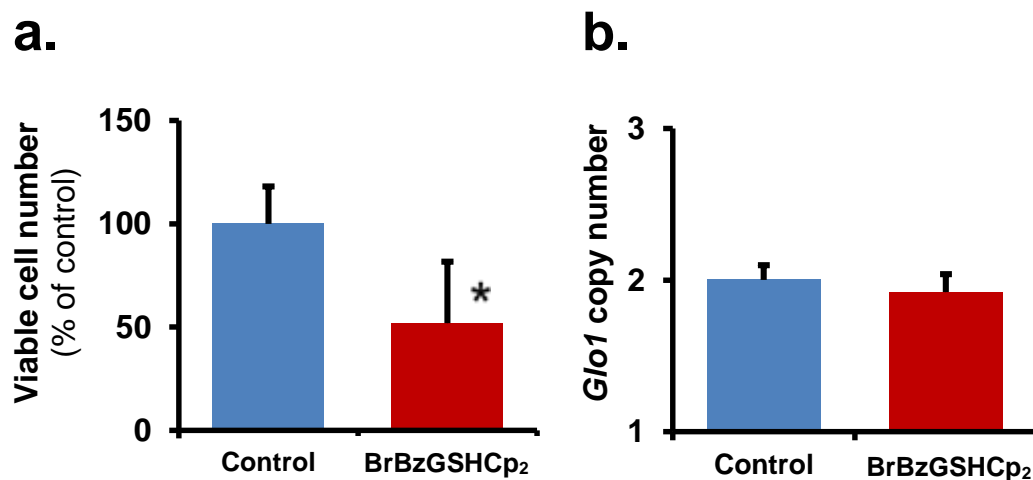 a.
Viable cell number
(% of control)
150
100
50
0
*
Control
BrBzGSHCp₂
b.
Glo1 copy number
3
2
1
Control
BrBzGSHCp₂